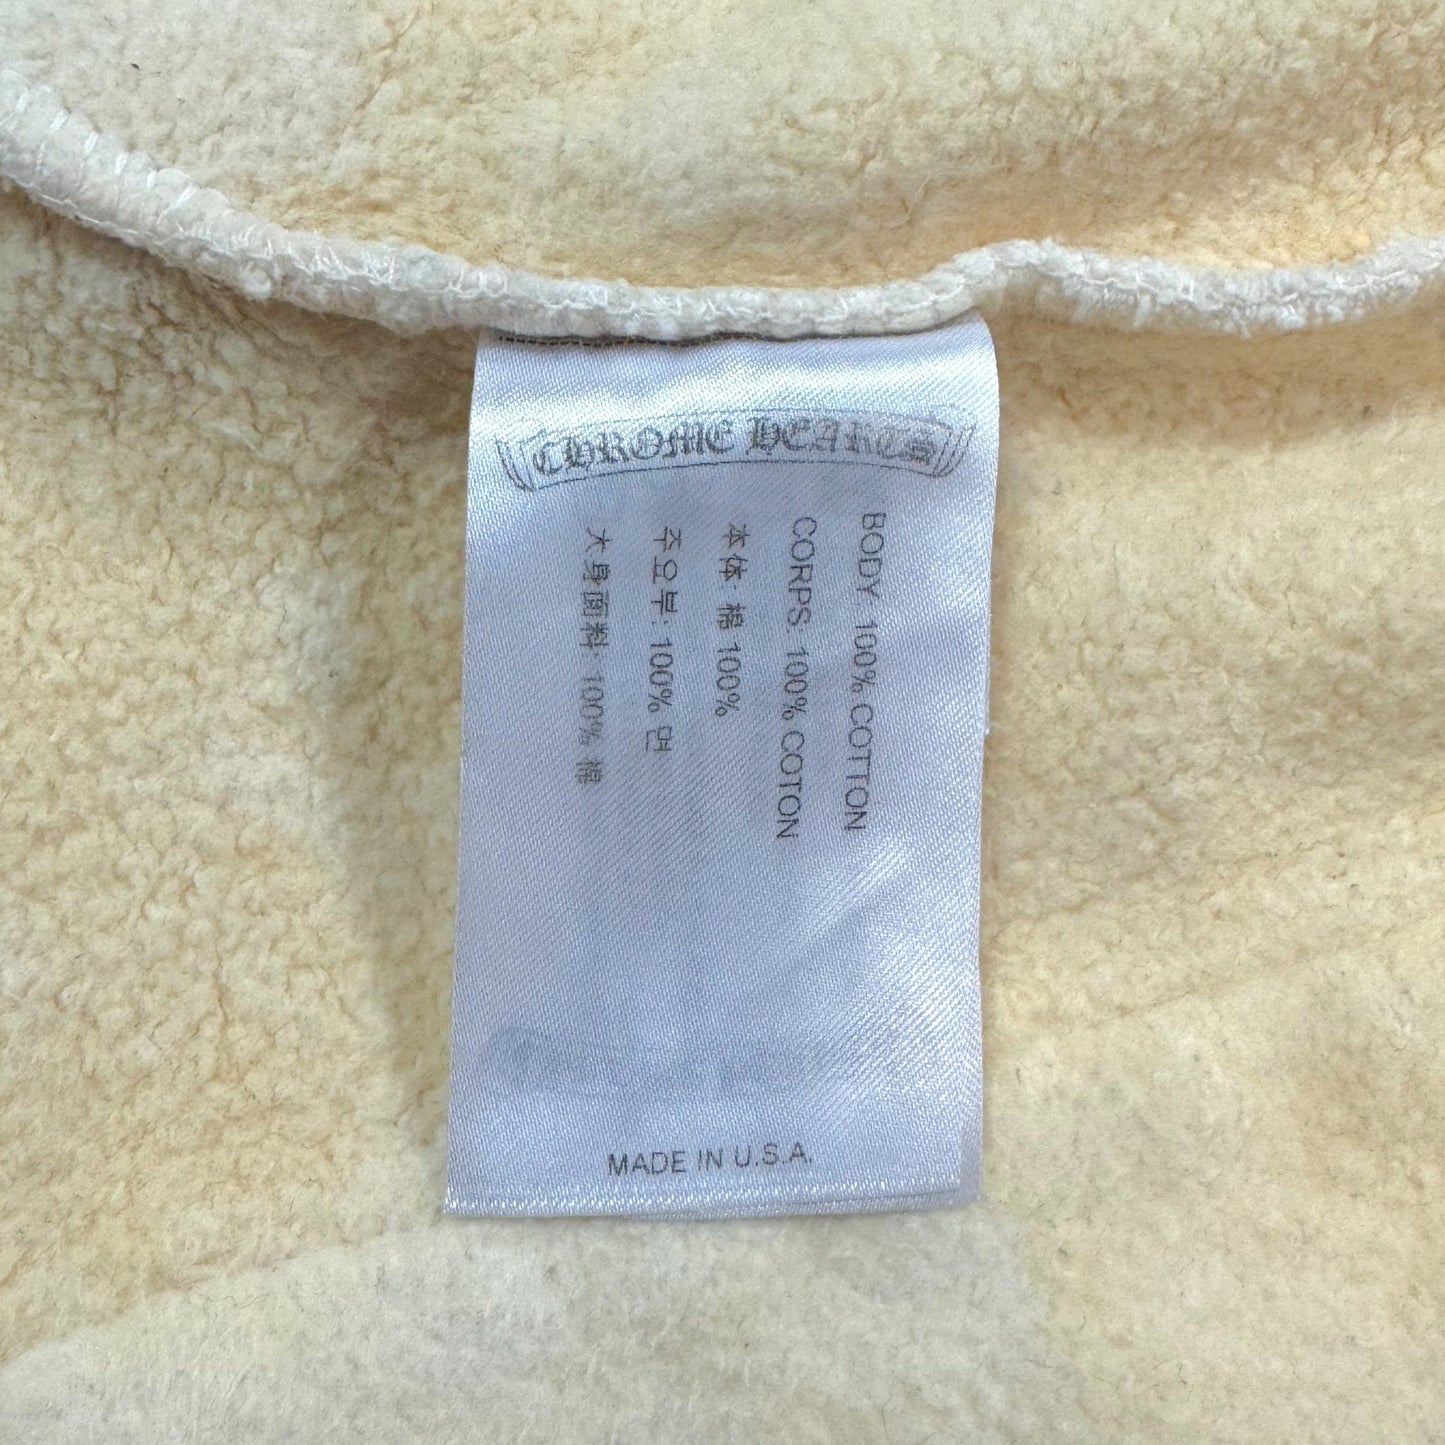 CHROME HEARTS
BODY: 100% COTTON
CORPS: 100% COTON
本体: 棉 100%
주요부: 100% 면
大身面料: 100% 棉
MADE IN U.S.A.